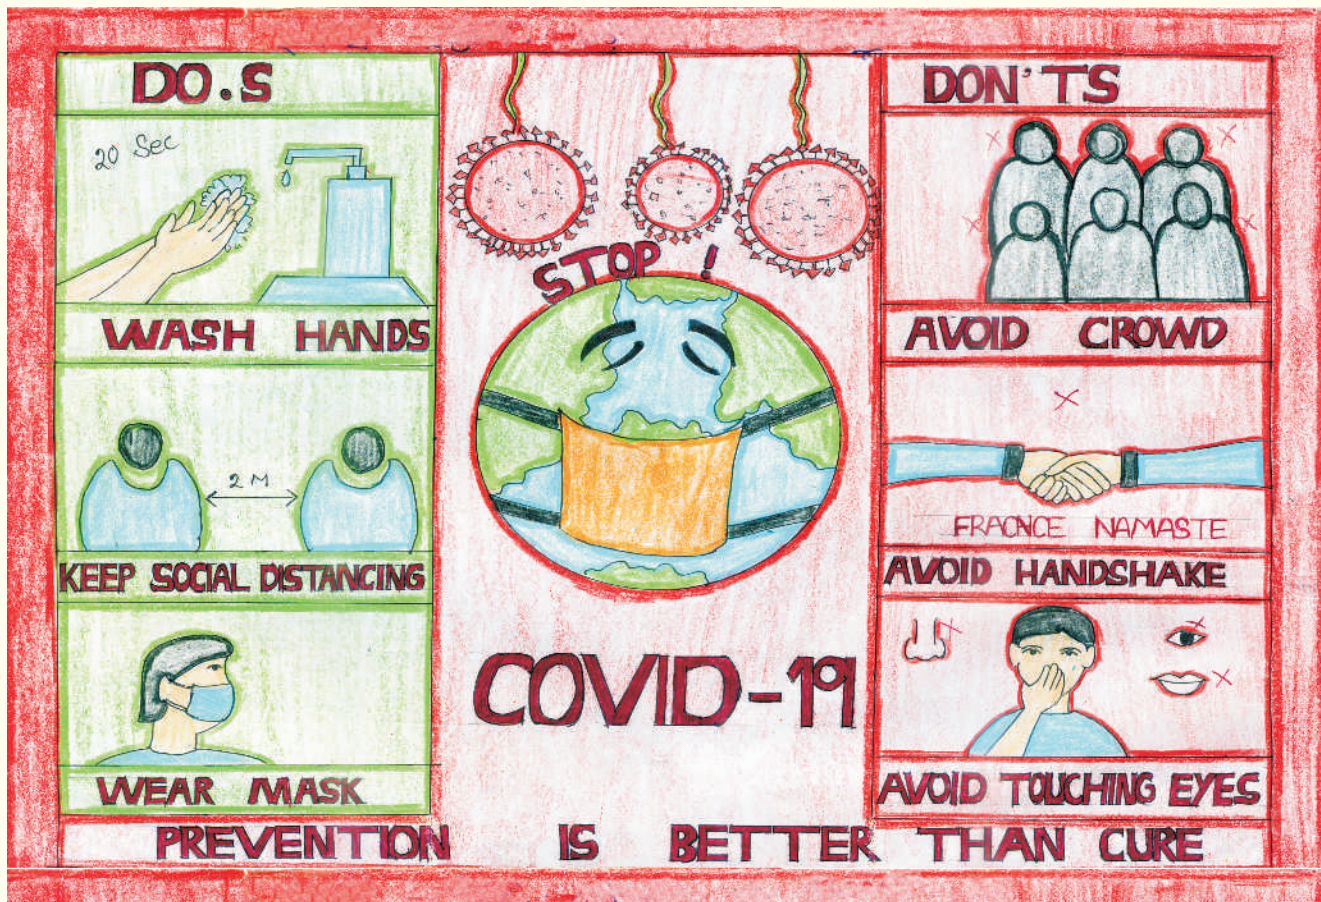 DO.S
20 Sec
WASH HANDS
2 M
KEEP SOCIAL DISTANCING
WEAR MASK
STOP !
COVID-19
DON'TS
AVOID CROWD
FRACNCE NAMASTE
AVOID HANDSHAKE
AVOID TOUCHING EYES
PREVENTION IS BETTER THAN CURE